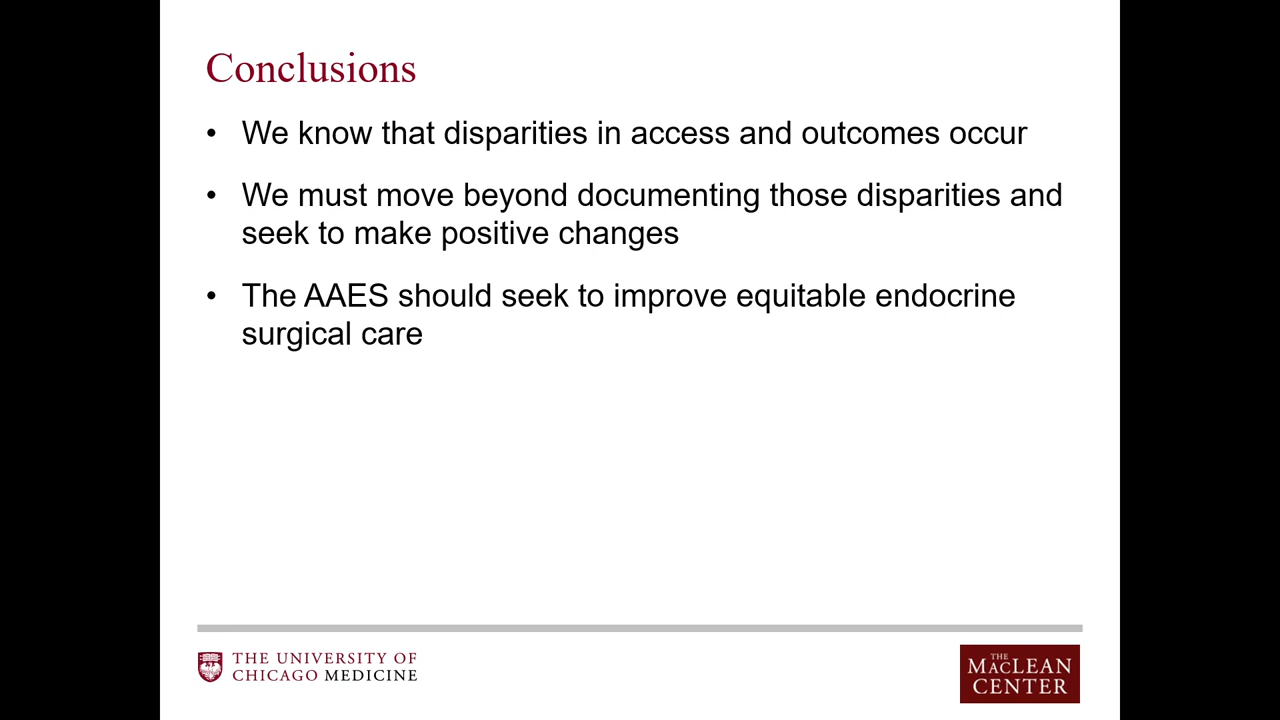 Conclusions
• We know that disparities in access and outcomes occur
• We must move beyond documenting those disparities and
seek to make positive changes
• The AAES should seek to improve equitable endocrine
surgical care
THE UNIVERSITY OF
CHICAGO MEDICINE
THE
MACLEAN
CENTER